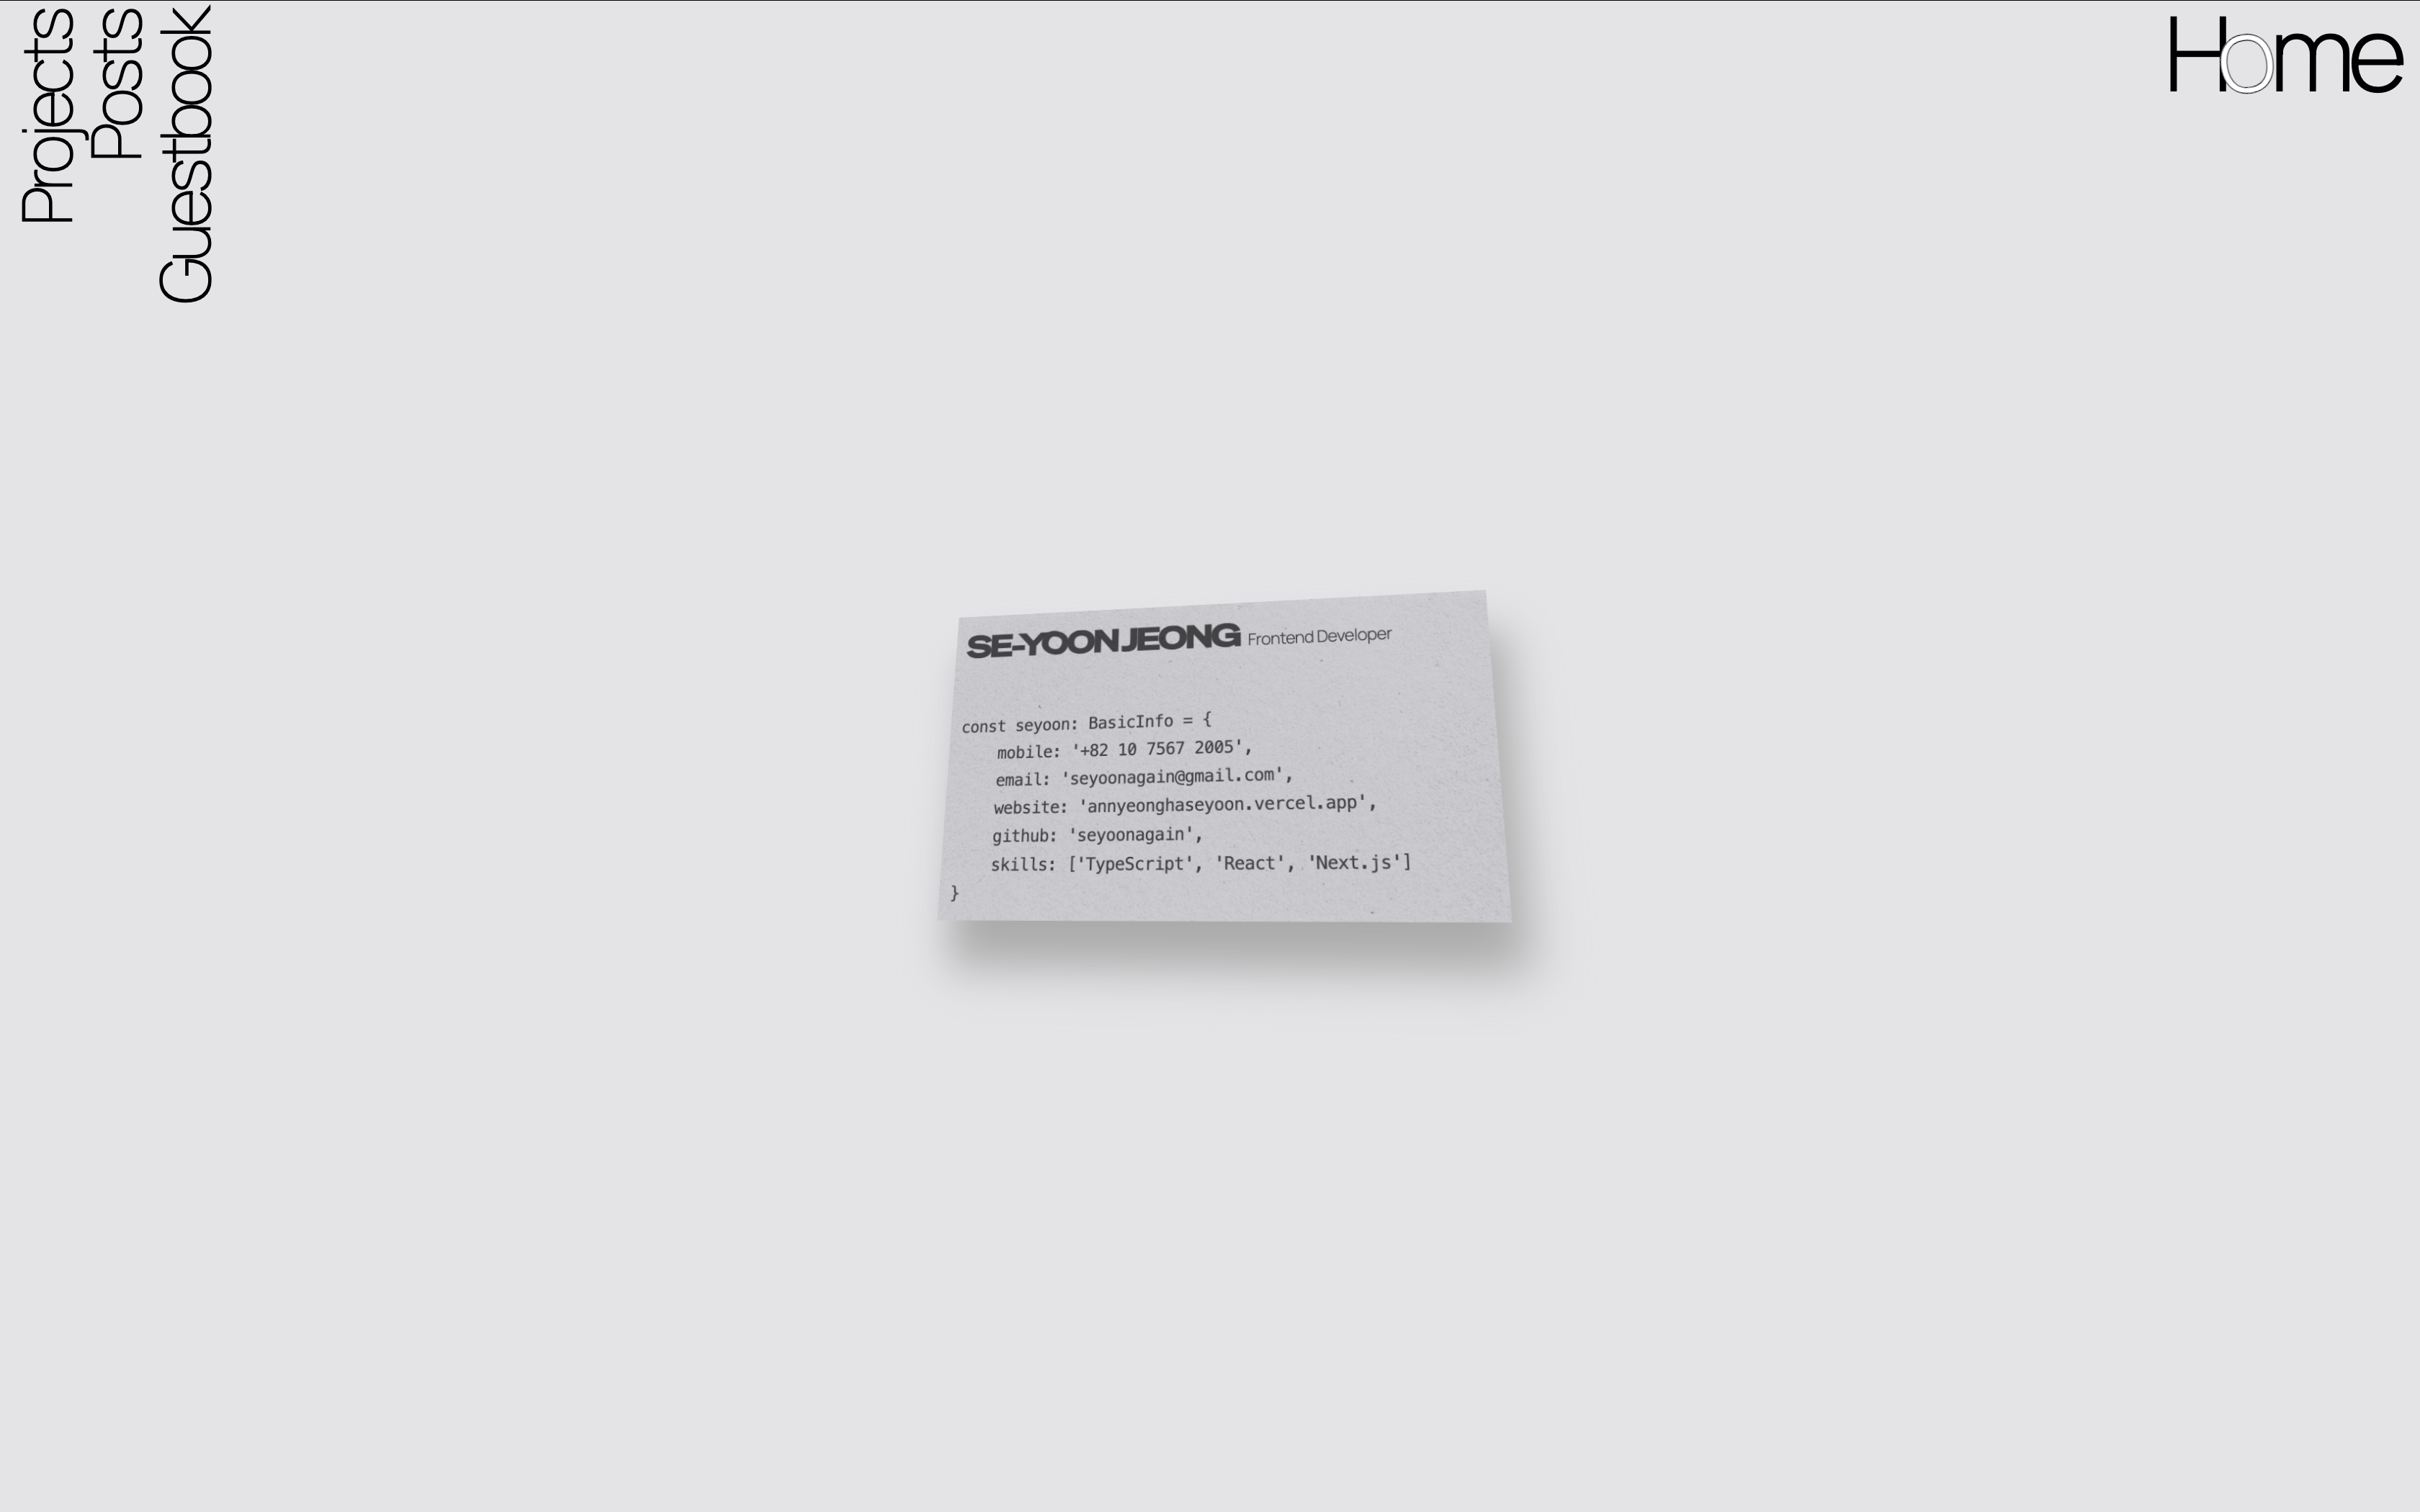 Projects
Posts
Guestbook
Home
SE-YOON JEONG Frontend Developer
const seyoon: BasicInfo = {
mobile: '+82 10 7567 2005',
email: 'seyoonagain@gmail.com',
website: 'annyeonghaseyoon.vercel.app',
github: 'seyoonagain',
skills: ['TypeScript', 'React', 'Next.js']
}